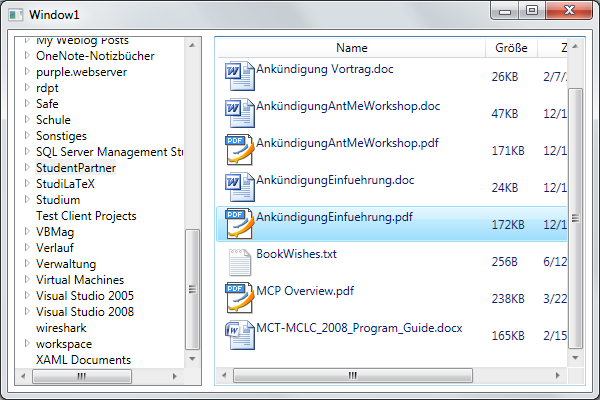 Window1
My Weblog Posts
OneNote-Notizbücher
purple.webserver
rdpt
Safe
Schule
Sonstiges
SQL Server Management Stu
StudentPartner
StudiLaTeX
Studium
Test Client Projects
VBMag
Verlauf
Verwaltung
Virtual Machines
Visual Studio 2005
Visual Studio 2008
wireshark
workspace
XAML Documents
Name Größe Z
Ankündigung Vortrag.doc 26KB 2/7/
AnkündigungAntMeWorkshop.doc 47KB 12/1
PDF AnkündigungAntMeWorkshop.pdf 171KB 12/1
AnkündigungEinfuehrung.doc 24KB 12/1
PDF AnkündigungEinfuehrung.pdf 172KB 12/1
BookWishes.txt 256B 6/12
PDF MCP Overview.pdf 238KB 3/22
MCT-MCLC_2008_Program_Guide.docx 165KB 2/15